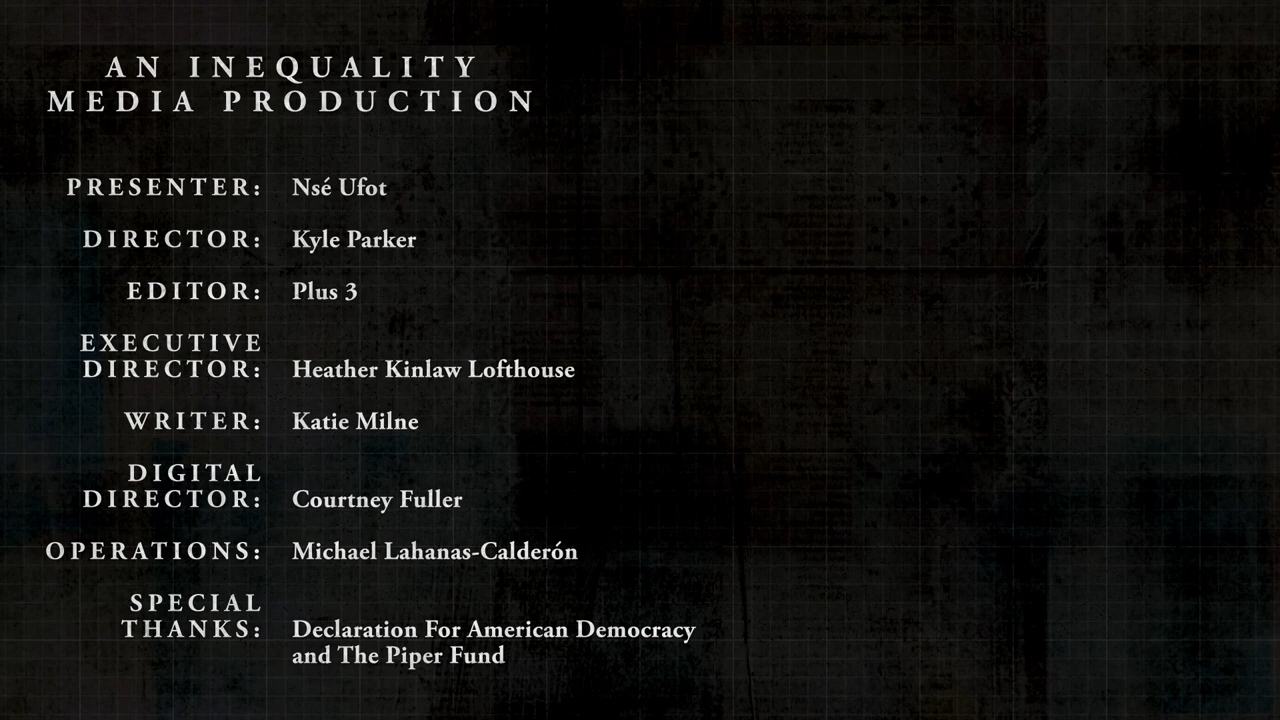 AN INEQUALITY
MEDIA PRODUCTION
PRESENTER: Nsé Ufot
DIRECTOR: Kyle Parker
EDITOR: Plus 3
EXECUTIVE
DIRECTOR: Heather Kinlaw Lofthouse
WRITER: Katie Milne
DIGITAL
DIRECTOR: Courtney Fuller
OPERATIONS: Michael Lahanas-Calderón
SPECIAL
THANKS: Declaration For American Democracy
and The Piper Fund